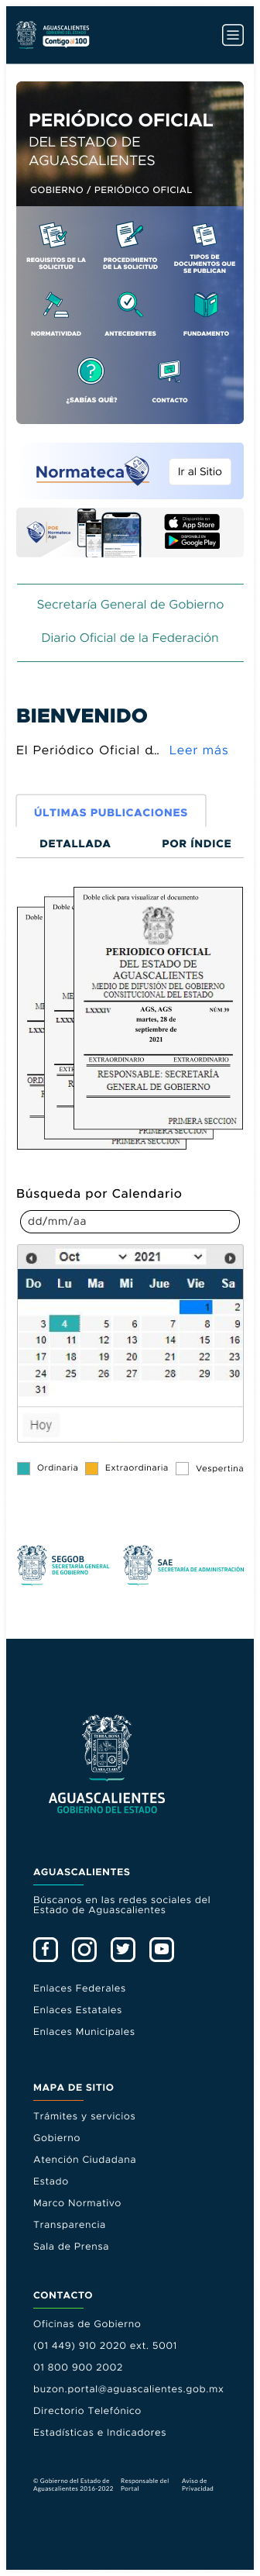 AGUASCALIENTES
Contigo al 100
PERIÓDICO OFICIAL
DEL ESTADO DE
AGUASCALIENTES
GOBIERNO / PERIÓDICO OFICIAL
REQUISITOS DE LA
SOLICITUD
PROCEDIMIENTO
DE LA SOLICITUD
TIPOS DE
DOCUMENTOS QUE
SE PUBLICAN
NORMATIVIDAD
ANTECEDENTES
FUNDAMENTO
¿SABÍAS QUÉ?
CONTACTO
Normateca
Ir al Sitio
POE
Normateca
Ags
Disponible en
App Store
DISPONIBLE EN
Google Play
Secretaría General de Gobierno
Diario Oficial de la Federación
BIENVENIDO
El Periódico Oficial d... Leer más
ÚLTIMAS PUBLICACIONES
DETALLADA
POR ÍNDICE
Doble click para visualizar el documento
PERIODICO OFICIAL
DEL ESTADO DE
AGUASCALIENTES
MEDIO DE DIFUSIÓN DEL GOBIERNO
CONSITUCIONAL DEL ESTADO
LXXXIV
AGS, AGS
martes, 28 de
septiembre de
2021
NÚM 39
EXTRAORDINARIO
EXTRAORDINARIO
RESPONSABLE: SECRETARÍA
GENERAL DE GOBIERNO
PRIMERA SECCION
PRIMERA SECCION
PRIMERA SECCION
Búsqueda por Calendario
dd/mm/aa
Oct 2021
Do Lu Ma Mi Jue Vie Sa
1 2
3 4 5 6 7 8 9
10 11 12 13 14 15 16
17 18 19 20 21 22 23
24 25 26 27 28 29 30
31
Hoy
Ordinaria
Extraordinaria
Vespertina
SEGGOB
SECRETARÍA GENERAL
DE GOBIERNO
SAE
SECRETARÍA DE ADMINISTRACIÓN
AGUASCALIENTES
GOBIERNO DEL ESTADO
AGUASCALIENTES
Búscanos en las redes sociales del
Estado de Aguascalientes
Enlaces Federales
Enlaces Estatales
Enlaces Municipales
MAPA DE SITIO
Trámites y servicios
Gobierno
Atención Ciudadana
Estado
Marco Normativo
Transparencia
Sala de Prensa
CONTACTO
Oficinas de Gobierno
(01 449) 910 2020 ext. 5001
01 800 900 2002
buzon.portal@aguascalientes.gob.mx
Directorio Telefónico
Estadísticas e Indicadores
© Gobierno del Estado de
Aguascalientes 2016-2022
Responsable del
Portal
Aviso de
Privacidad